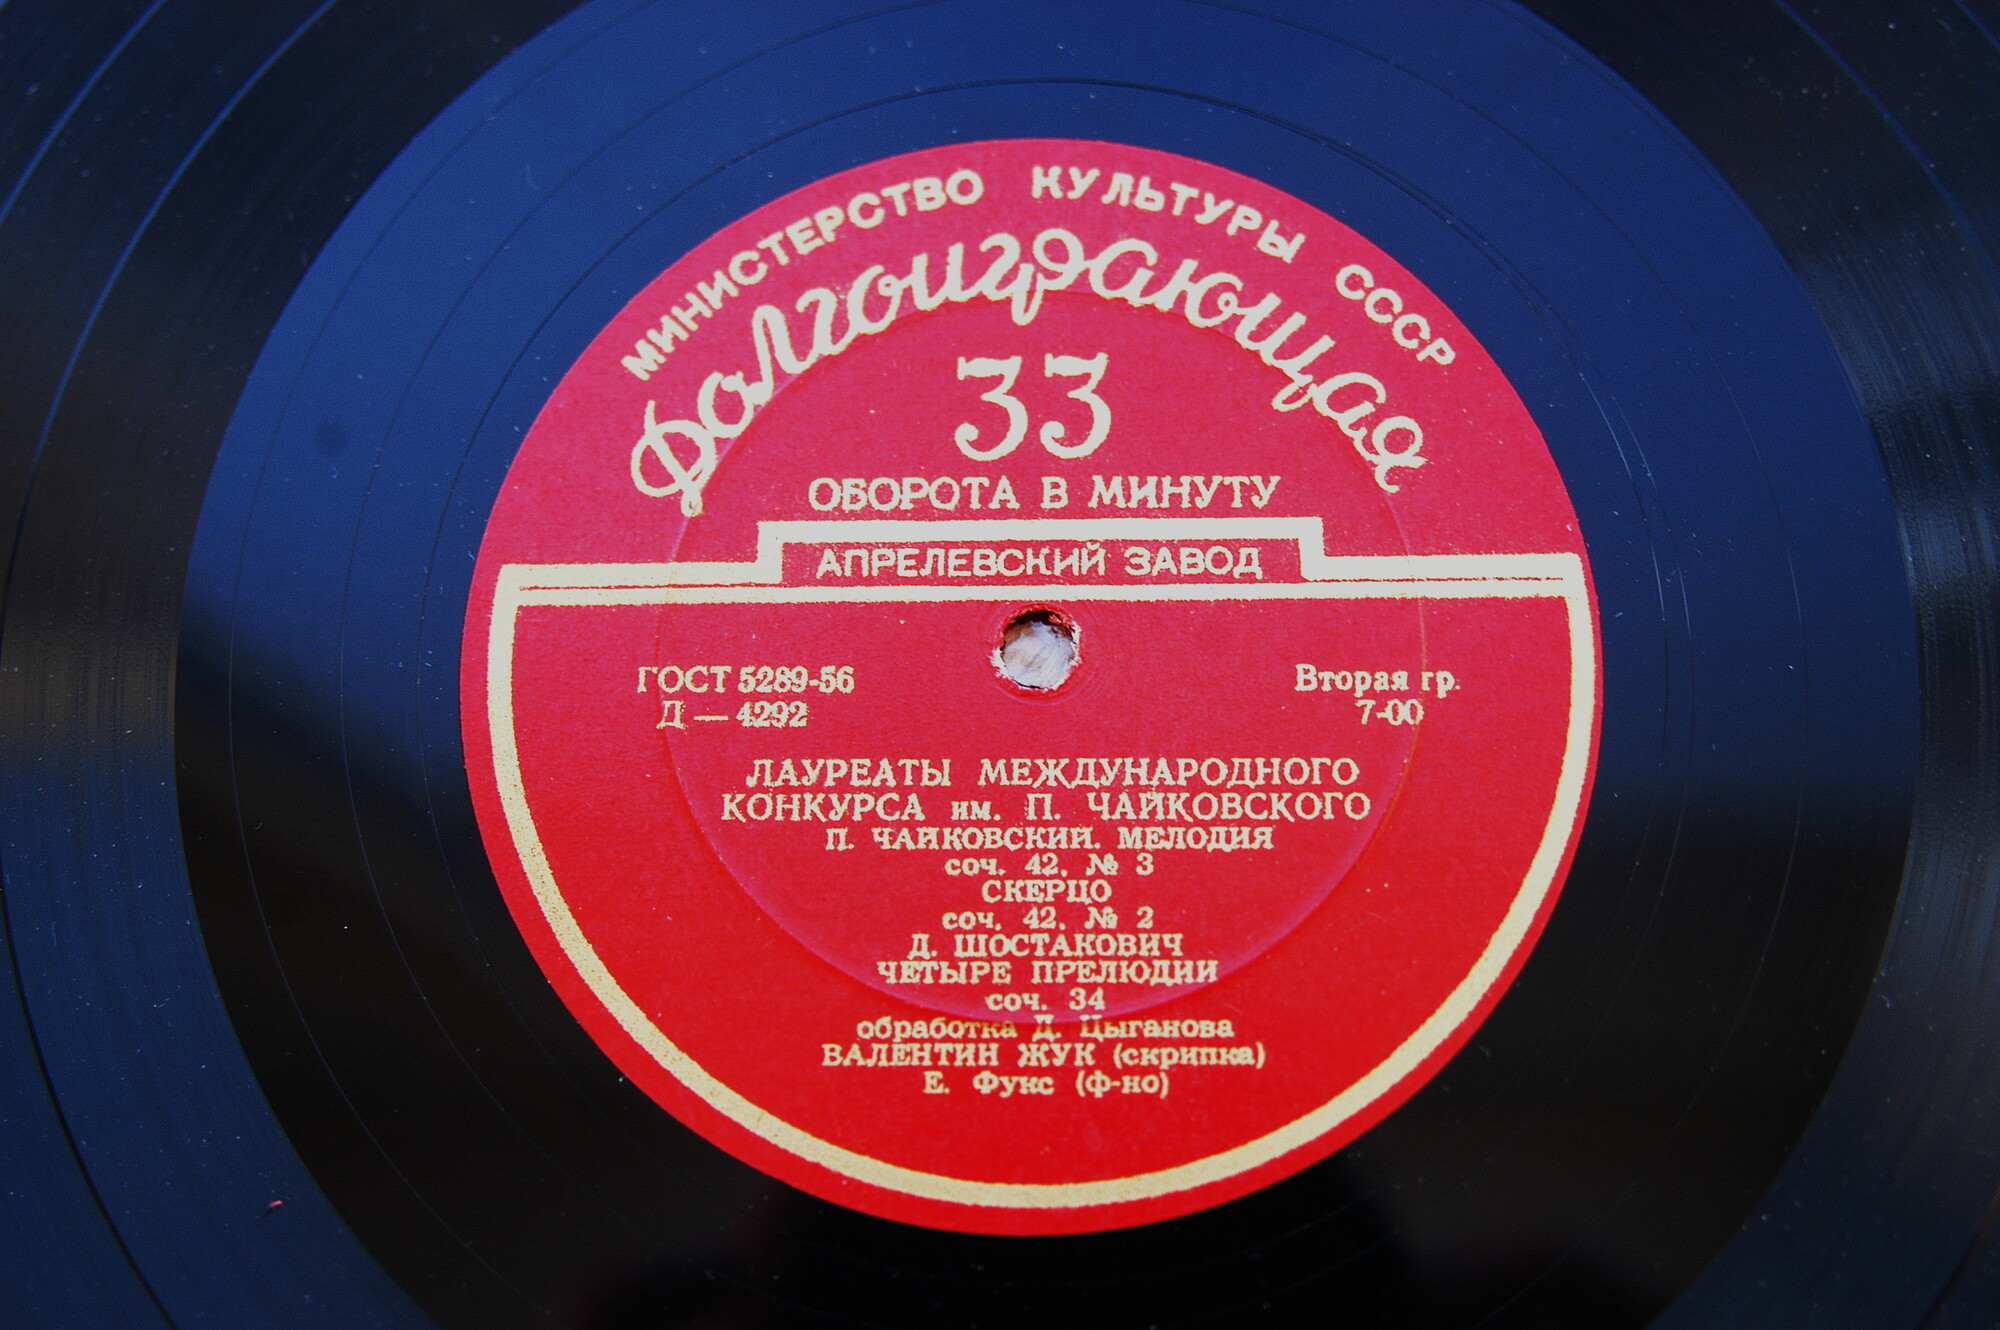 МИНИСТЕРСТВО КУЛЬТУРЫ СССР
Долгоиграющая
33
ОБОРОТА В МИНУТУ
АПРЕЛЕВСКИЙ ЗАВОД
ГОСТ 5289-56
Д — 4292
Вторая гр.
7-00
ЛАУРЕАТЫ МЕЖДУНАРОДНОГО
КОНКУРСА им. П. ЧАЙКОВСКОГО
П. ЧАЙКОВСКИЙ. МЕЛОДИЯ
соч. 42, № 3
СКЕРЦО
соч. 42, № 2
Д. ШОСТАКОВИЧ
ЧЕТЫРЕ ПРЕЛЮДИИ
соч. 34
обработка Д. Цыганова
ВАЛЕНТИН ЖУК (скрипка)
Е. Фукс (ф-но)